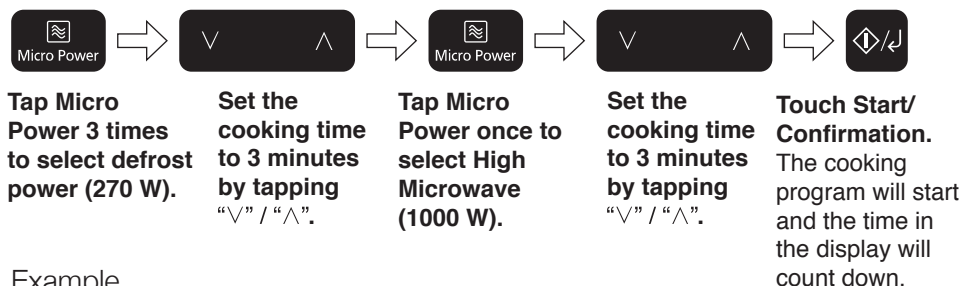 Micro Power
∨ ∧
Micro Power
∨ ∧
Tap Micro
Power 3 times
to select defrost
power (270 W).
Set the
cooking time
to 3 minutes
by tapping
“∨” / “∧”.
Tap Micro
Power once to
select High
Microwave
(1000 W).
Set the
cooking time
to 3 minutes
by tapping
“∨” / “∧”.
Touch Start/
Confirmation.
The cooking
program will start
and the time in
the display will
count down.
Example